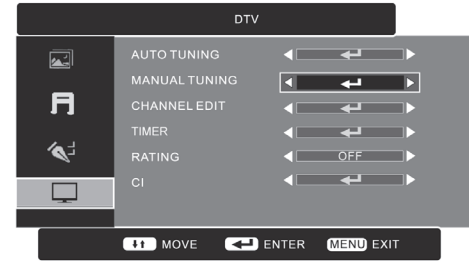 DTV
AUTO TUNING
MANUAL TUNING
CHANNEL EDIT
TIMER
RATING OFF
CI
MOVE ENTER MENU EXIT